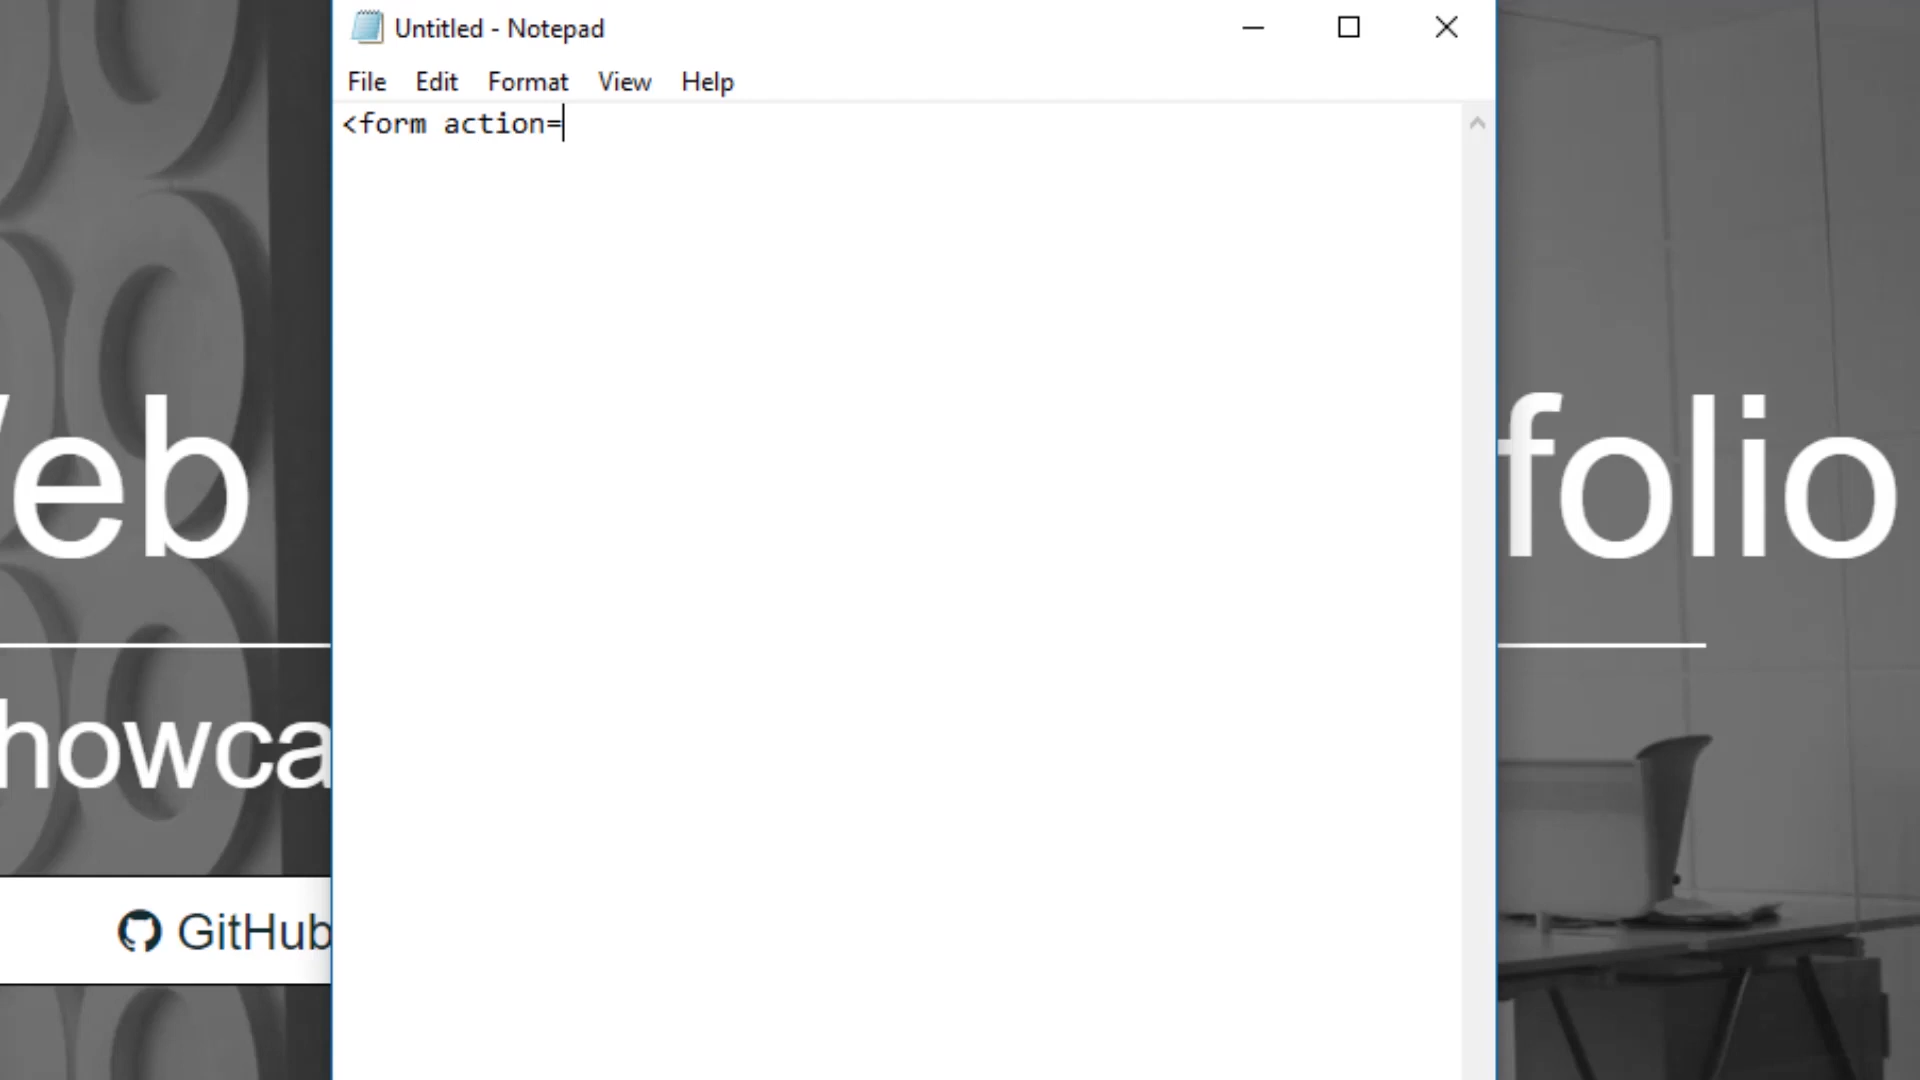 Untitled - Notepad
File Edit Format View Help
<form action=
eb
folio
howca
GitHub